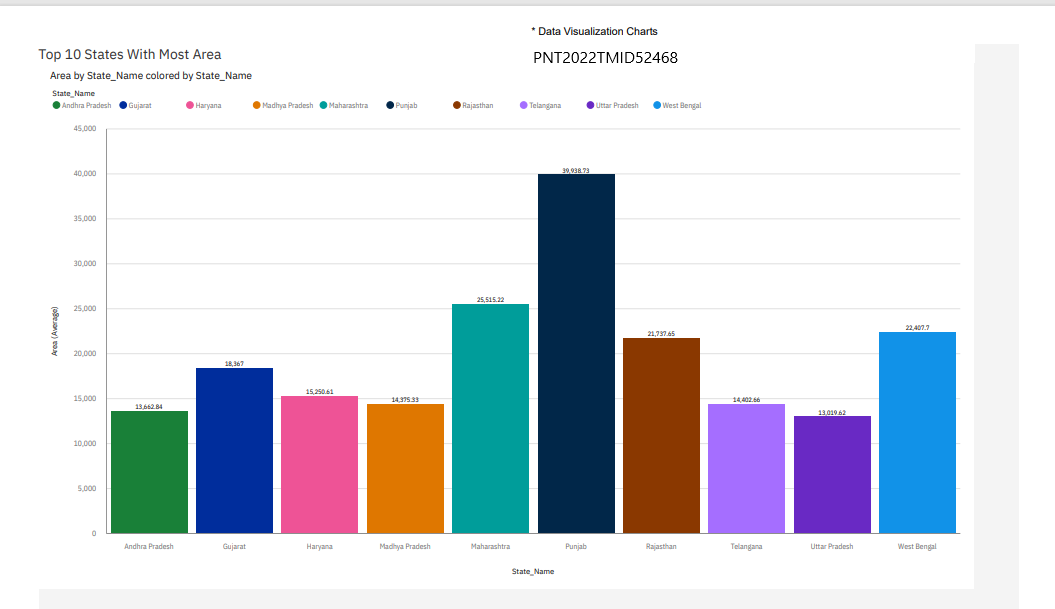 * Data Visualization Charts
Top 10 States With Most Area
PNT2022TMID52468
Area by State_Name colored by State_Name
State_Name
Andhra Pradesh Gujarat Haryana Madhya Pradesh Maharashtra Punjab Rajasthan Telangana Uttar Pradesh West Bengal
45,000
40,000
35,000
30,000
25,000
20,000
15,000
10,000
5,000
0
Area (Average)
13,662.84
18,367
15,250.61
14,375.33
25,515.22
39,938.73
21,737.65
14,402.66
13,019.62
22,407.7
Andhra Pradesh Gujarat Haryana Madhya Pradesh Maharashtra Punjab Rajasthan Telangana Uttar Pradesh West Bengal
State_Name